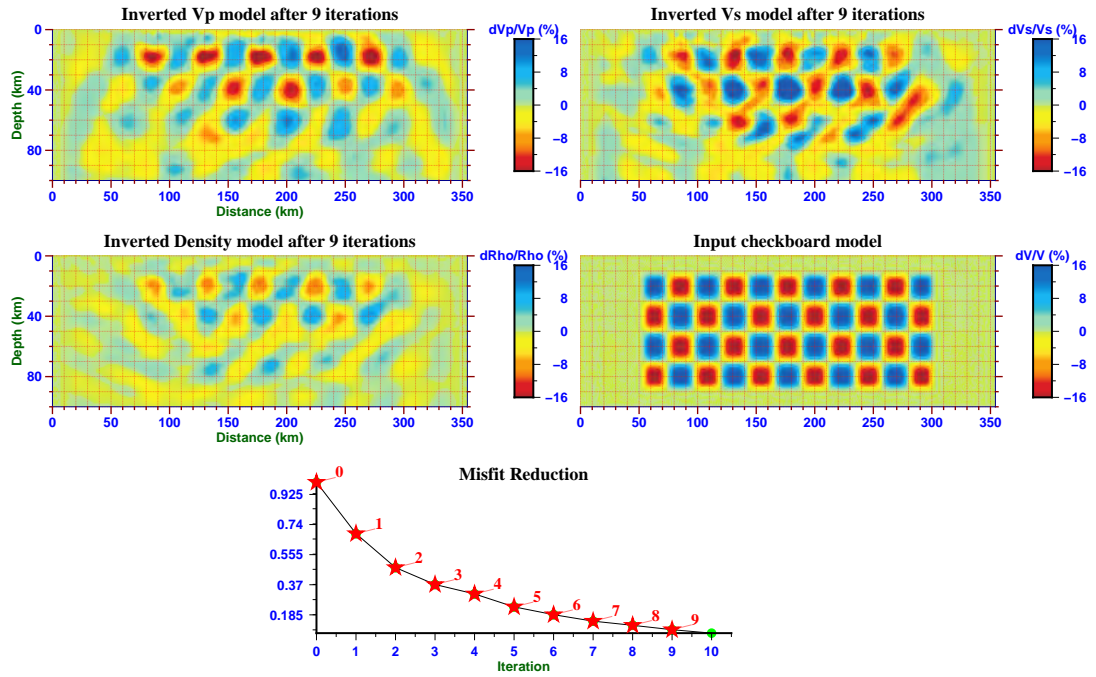 Inverted Vp model after 9 iterations
Inverted Vs model after 9 iterations
dVp/Vp (%)
dVs/Vs (%)
0
40
80
Depth (km)
16
8
0
−8
−16
16
8
0
−8
−16
0 50 100 150 200 250 300 350
Distance (km)
0 50 100 150 200 250 300 350
Inverted Density model after 9 iterations
Input checkboard model
dRho/Rho (%)
dV/V (%)
0
40
80
Depth (km)
16
8
0
−8
−16
16
8
0
−8
−16
0 50 100 150 200 250 300 350
Distance (km)
0 50 100 150 200 250 300 350
Misfit Reduction
0.925
0.74
0.555
0.37
0.185
0
1
2
3
4
5
6
7
8
9
0 1 2 3 4 5 6 7 8 9 10
Iteration